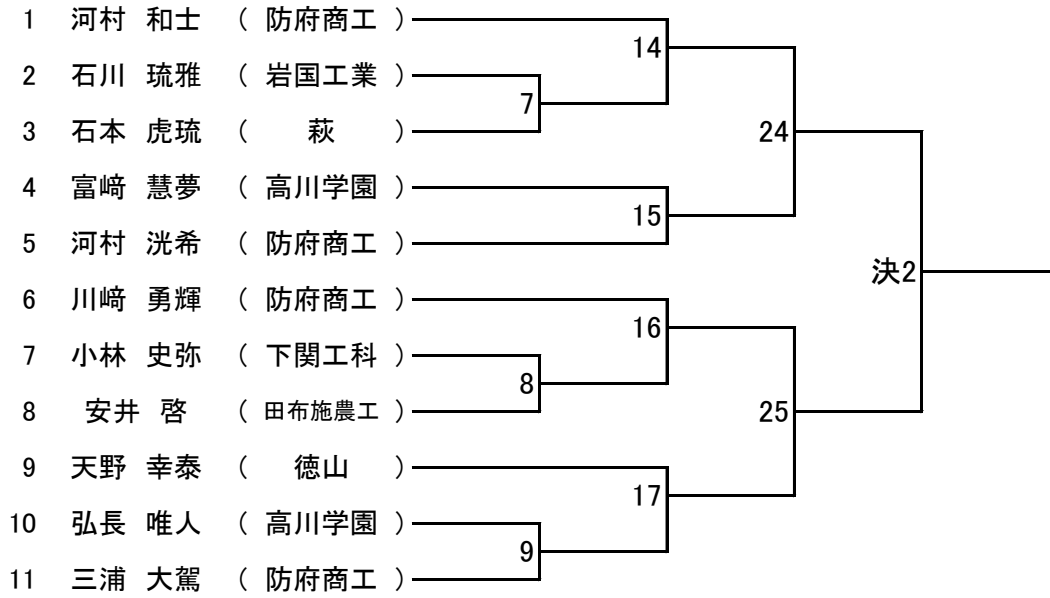 1 河村 和士 ( 防府商工 )
14
2 石川 琉雅 ( 岩国工業 )
7
3 石本 虎琉 ( 萩 )
24
4 富﨑 慧夢 ( 高川学園 )
15
5 河村 洸希 ( 防府商工 )
決2
6 川﨑 勇輝 ( 防府商工 )
16
7 小林 史弥 ( 下関工科 )
8
8 安井 啓 ( 田布施農工 )
25
9 天野 幸泰 ( 徳山 )
17
10 弘長 唯人 ( 高川学園 )
9
11 三浦 大駕 ( 防府商工 )